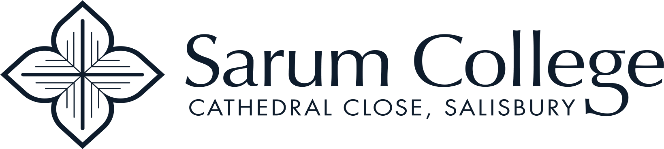 Sarum College
CATHEDRAL CLOSE, SALISBURY